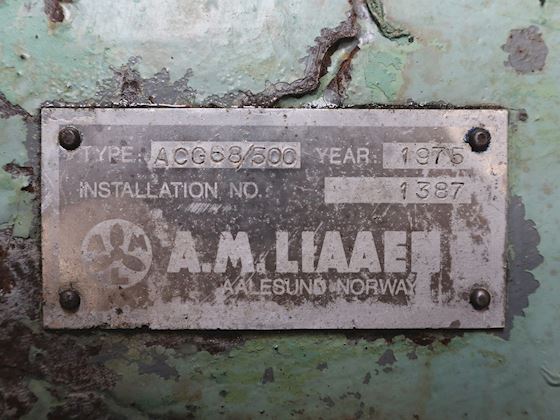 TYPE: ACG68/500 YEAR: 1975
INSTALLATION NO. 1387
A.M. LIAAEN
AALESUND NORWAY